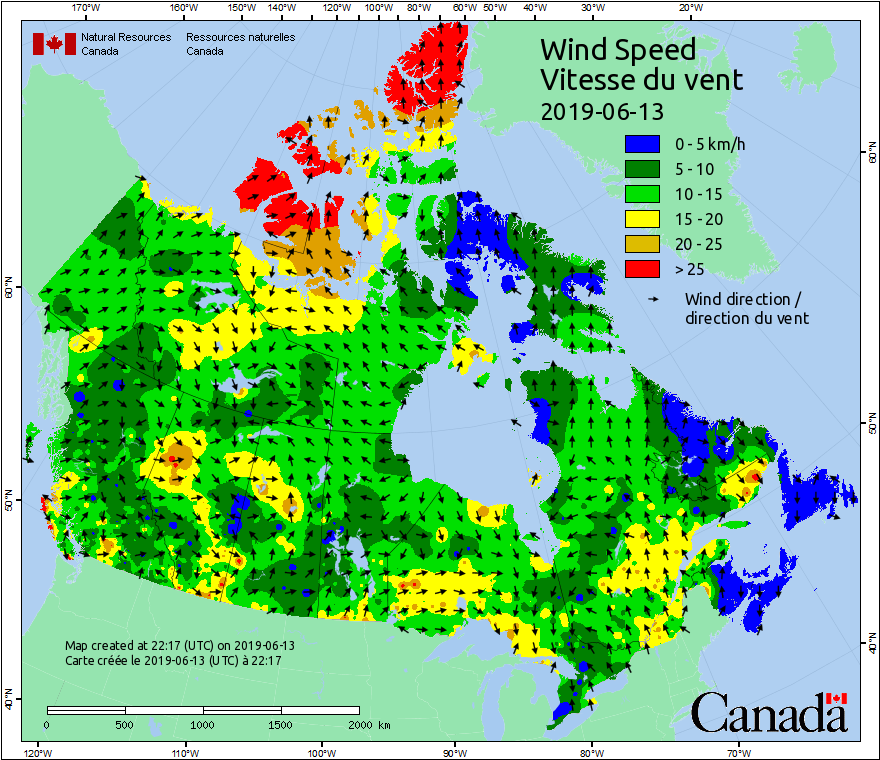 170°W 160°W 150°W 140°W 120°W 100°W 80°W 60°W 50°W 40°W 30°W 20°W
Natural Resources Ressources naturelles
Canada Canada
Wind Speed
Vitesse du vent
2019-06-13
0 - 5 km/h
5 - 10
10 - 15
15 - 20
20 - 25
> 25
Wind direction /
direction du vent
60°N
60°N
50°N
50°N
40°N
40°N
Map created at 22:17 (UTC) on 2019-06-13
Carte créée le 2019-06-13 (UTC) à 22:17
0 500 1000 1500 2000 km
Canada
120°W 110°W 100°W 90°W 80°W 70°W